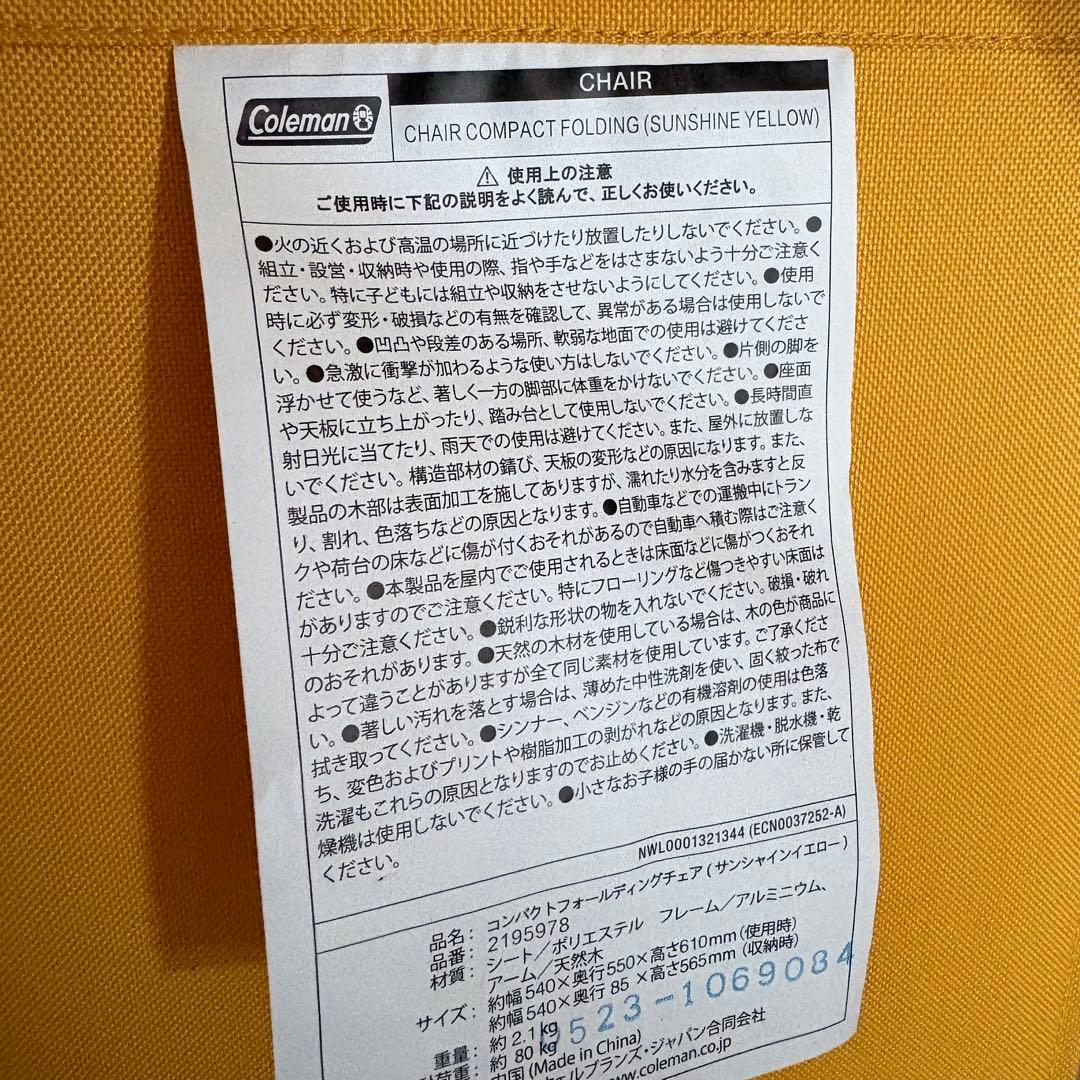 CHAIR
Coleman
CHAIR COMPACT FOLDING (SUNSHINE YELLOW)
⚠ 使用上の注意
ご使用時に下記の説明をよく読んで、正しくお使いください。
●火の近くおよび高温の場所に近づけたり放置したりしないでください。●
組立・設営・収納時や使用の際、指や手などをはさまないよう十分ご注意く
ださい。特に子どもには組立や収納をさせないようにしてください。●使用
時に必ず変形・破損などの有無を確認して、異常がある場合は使用しないで
ください。●凹凸や段差のある場所、軟弱な地面での使用は避けてくださ
い。●急激に衝撃が加わるような使い方はしないでください。●片側の脚を
浮かせて使うなど、著しく一方の脚部に体重をかけないでください。●座面
や天板に立ち上がったり、踏み台として使用しないでください。●長時間直
射日光に当てたり、雨天での使用は避けてください。また、屋外に放置しな
いでください。構造部材の錆び、天板の変形などの原因になります。また、
製品の木部は表面加工を施してありますが、濡れたり水分を含みますと反
り、割れ、色落ちなどの原因となります。●自動車などでの運搬中にトラン
クや荷台の床などに傷が付くおそれがあるので自動車へ積む際はご注意く
ださい。●本製品を屋内でご使用されるときは床面などに傷がつくおそれ
がありますのでご注意ください。特にフローリングなど傷つきやすい床面は
十分ご注意ください。●鋭利な形状の物を入れないでください。破損・破れ
のおそれがあります。●天然の木材を使用している場合は、木の色が商品に
よって違うことがありますが全て同じ素材を使用しています。ご了承くださ
い。●著しい汚れを落とす場合は、薄めた中性洗剤を使い、固く絞った布で
拭き取ってください。●シンナー、ベンジンなどの有機溶剤の使用は色落
ち、変色およびプリントや樹脂加工の剥がれなどの原因となります。また、
洗濯もこれらの原因となりますのでお止めください。●洗濯機・脱水機・乾
燥機は使用しないでください。●小さなお子様の手の届かない所に保管して
ください。
NWL0001321344 (ECN0037252-A)
品名： コンパクトフォールディングチェア ( サンシャインイエロー )
品番： 2195978
材質： シート／ポリエステル　フレーム／アルミニウム、
アーム／天然木
サイズ： 約幅540×奥行550×高さ610mm (使用時)
約幅540×奥行 85 ×高さ565mm (収納時)
重量： 約 2.1kg
0523-1069084
荷重： 約 80kg
中国 (Made in China)
ェルブランズ・ジャパン合同会社
www.coleman.co.jp